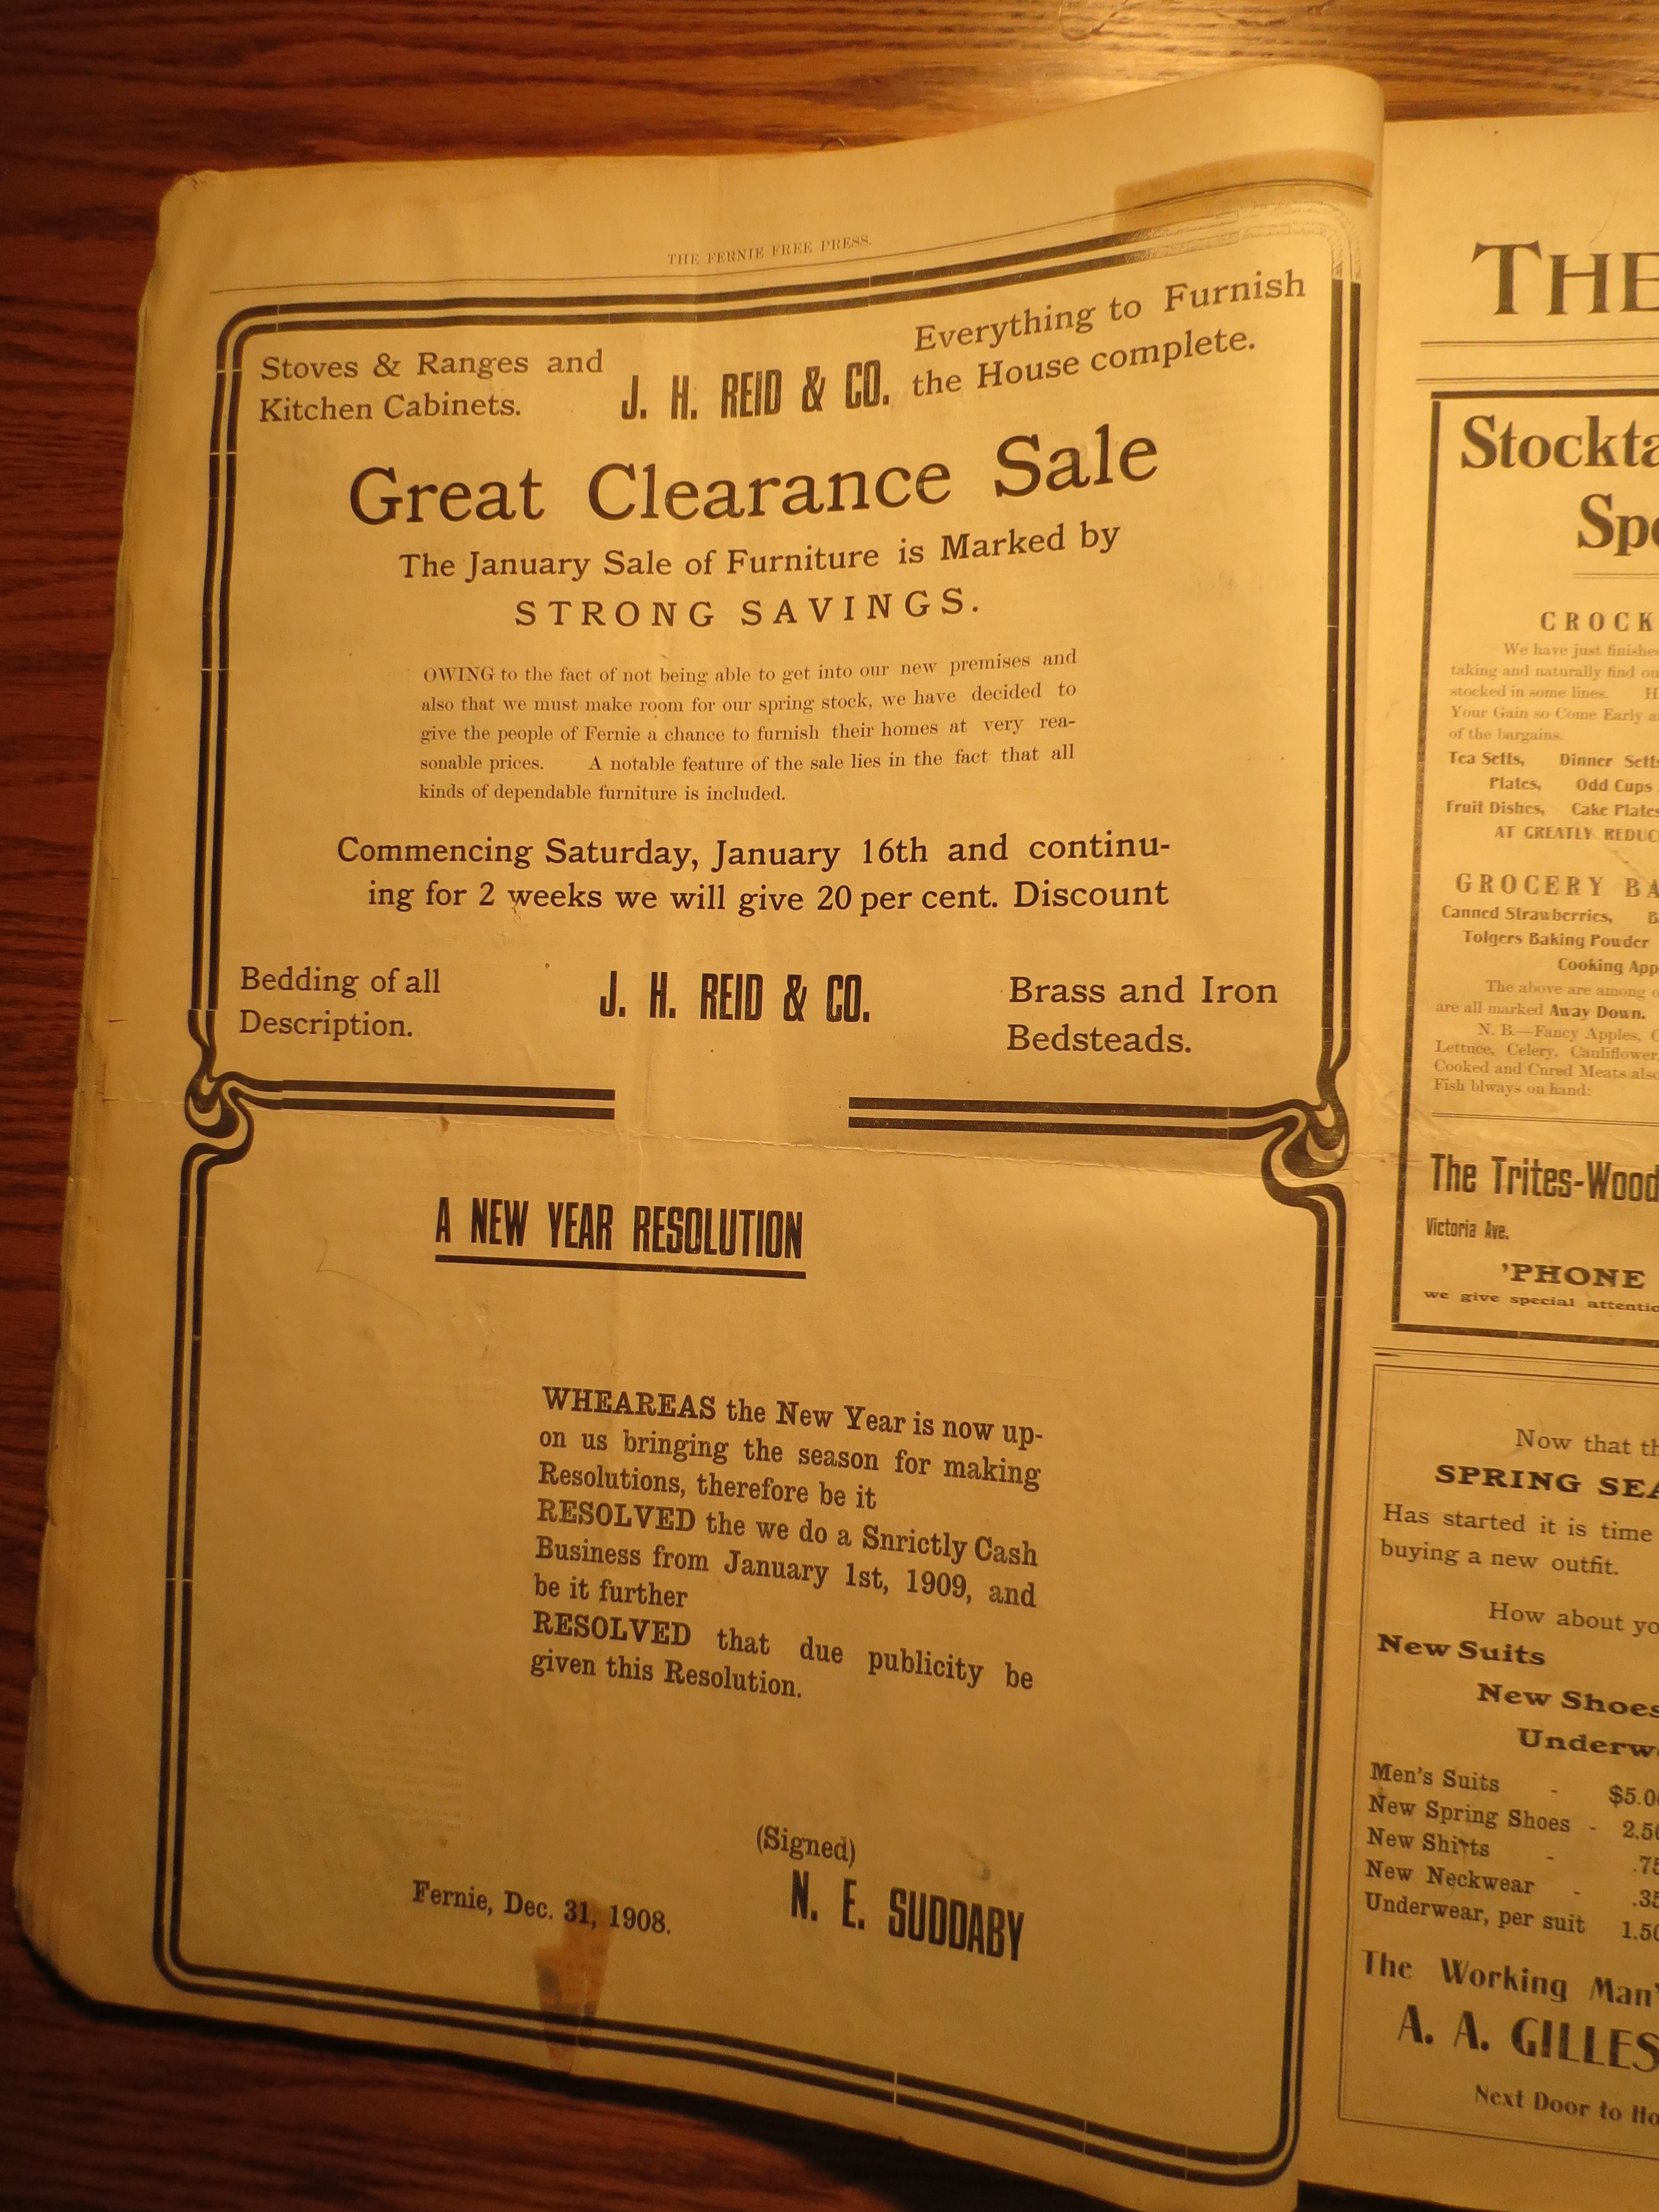 THE FERNIE FREE PRESS.
Stoves & Ranges and
Kitchen Cabinets.
J. H. REID & CO.
Everything to Furnish
the House complete.
Great Clearance Sale
The January Sale of Furniture is Marked by
STRONG SAVINGS.
OWING to the fact of not being able to get into our new premises and
also that we must make room for our spring stock, we have decided to
give the people of Fernie a chance to furnish their homes at very rea-
sonable prices. A notable feature of the sale lies in the fact that all
kinds of dependable furniture is included.
Commencing Saturday, January 16th and continu-
ing for 2 weeks we will give 20 per cent. Discount
Bedding of all
Description.
J. H. REID & CO.
Brass and Iron
Bedsteads.
A NEW YEAR RESOLUTION
WHEAREAS the New Year is now up-
on us bringing the season for making
Resolutions, therefore be it
RESOLVED the we do a Snrictly Cash
Business from January 1st, 1909, and
be it further
RESOLVED that due publicity be
given this Resolution.
(Signed)
Fernie, Dec. 31, 1908.
N. E. SUDDABY
THE
Stockta
Spe
CROCK
We have just finishe
taking and naturally find ou
stocked in some lines. H
Your Gain so Come Early a
of the bargains.
Tea Setts, Dinner Setts
Plates, Odd Cups
Fruit Dishes, Cake Plates
AT GREATLY REDUC
GROCERY BA
Canned Strawberries, B
Tolgers Baking Powder
Cooking App
The above are among o
are all marked Away Down.
N. B.—Fancy Apples, C
Lettuce, Celery, Cauliflower,
Cooked and Cnred Meats also
Fish blways on hand:
The Trites-Wood
Victoria Ave.
'PHONE
we give special attentio
Now that th
SPRING SEA
Has started it is time
buying a new outfit.
How about yo
New Suits
New Shoes
Underwe
Men's Suits - $5.00
New Spring Shoes - 2.50
New Shirts - .75
New Neckwear - .35
Underwear, per suit 1.50
The Working Man'
A. A. GILLES
Next Door to Ho